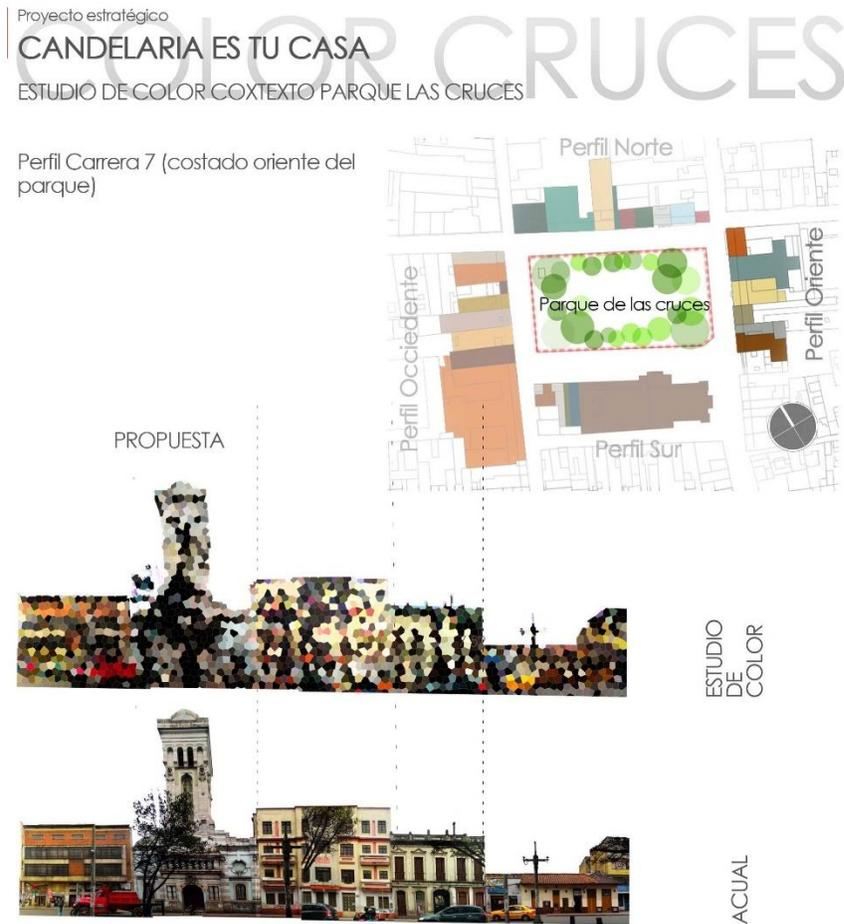 Proyecto estratégico
COLOR CRUCES
CANDELARIA ES TU CASA
ESTUDIO DE COLOR COXTEXTO PARQUE LAS CRUCES
Perfil Carrera 7 (costado oriente del
parque)
Perfil Norte
Perfil Occiedente
Parque de las cruces
Perfil Oriente
Perfil Sur
PROPUESTA
ESTUDIO
DE
COLOR
ACUAL